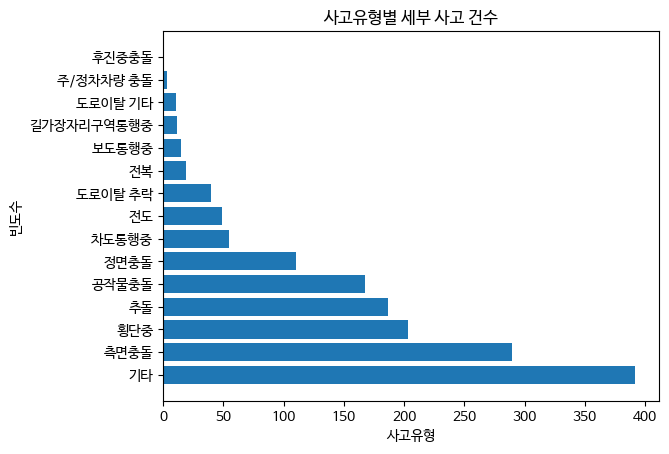 사고유형별 세부 사고 건수
후진중충돌
주/정차차량 충돌
도로이탈 기타
길가장자리구역통행중
보도통행중
전복
도로이탈 추락
전도
차도통행중
정면충돌
공작물충돌
추돌
횡단중
측면충돌
기타
빈도수
0 50 100 150 200 250 300 350 400
사고유형